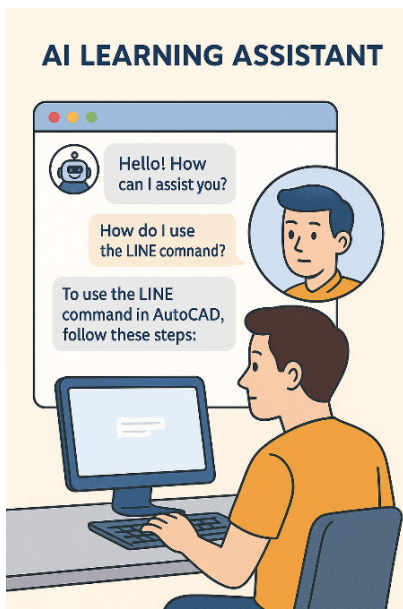 AI LEARNING ASSISTANT
Hello! How
can I assist you?
How do I use
the LINE comnand?
To use the LINE
command in AutoCAD,
follow these steps: